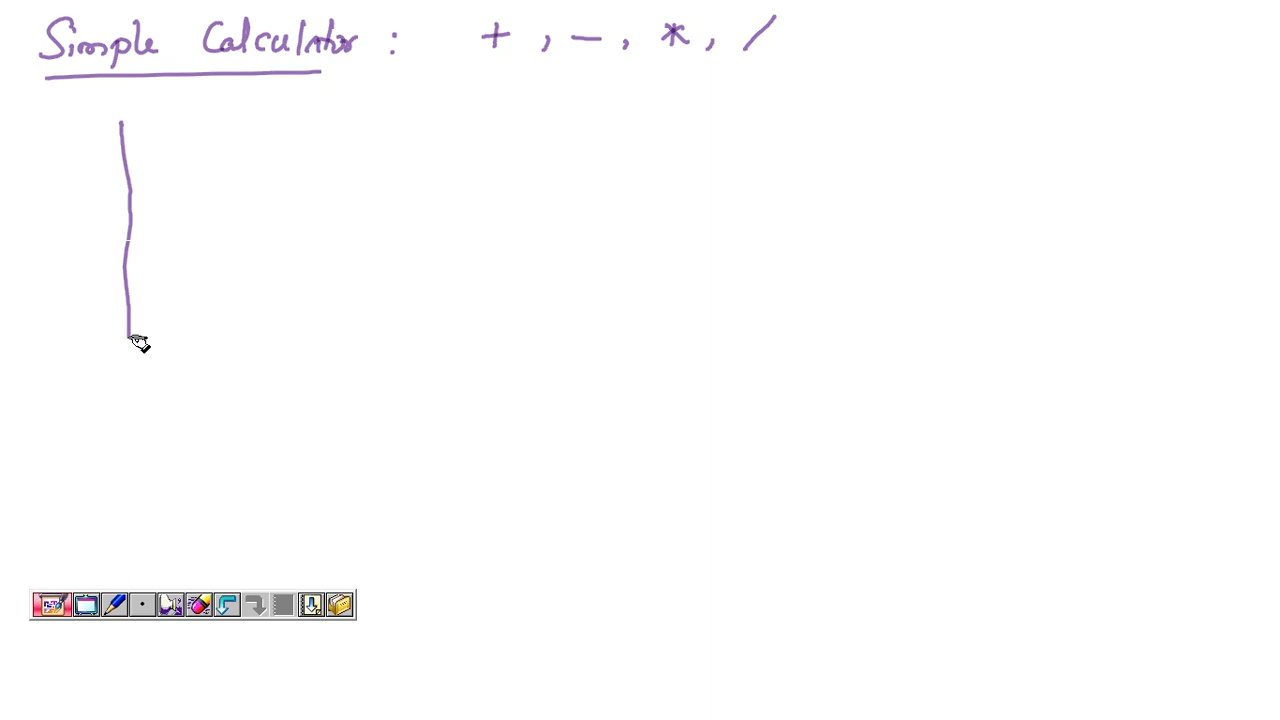 Simple Calculator : + , - , * , /